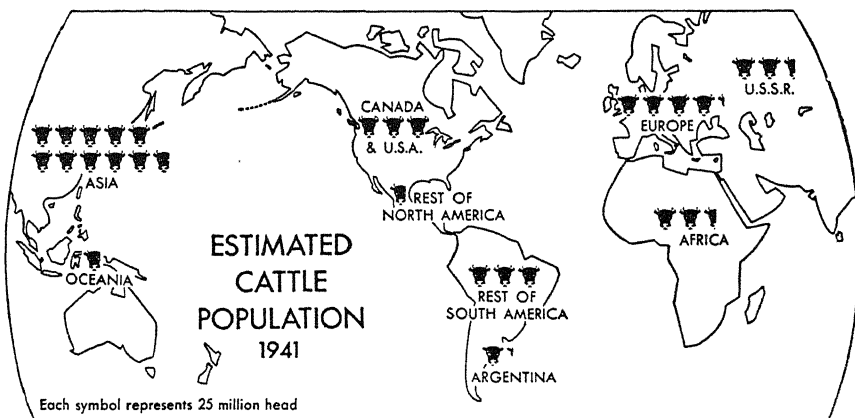 U.S.S.R.
CANADA
& U.S.A.
EUROPE
ASIA
REST OF
NORTH AMERICA
AFRICA
OCEANIA
ESTIMATED
CATTLE
POPULATION
1941
REST OF
SOUTH AMERICA
ARGENTINA
Each symbol represents 25 million head